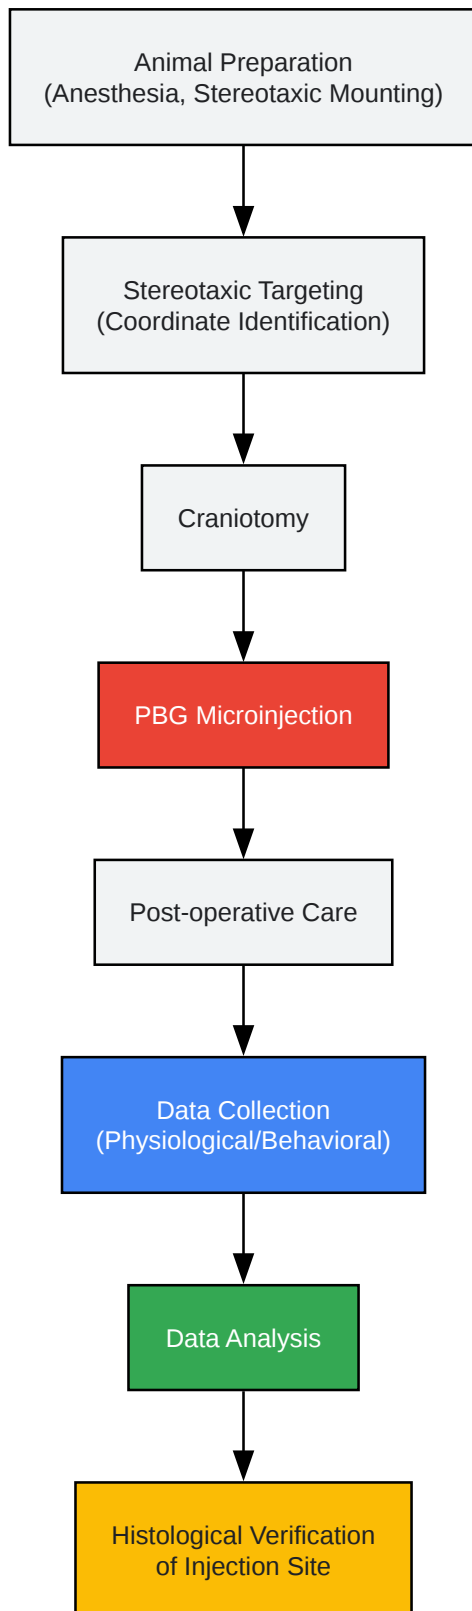 Animal Preparation
(Anesthesia, Stereotaxic Mounting)
Stereotaxic Targeting
(Coordinate Identification)
Craniotomy
PBG Microinjection
Post-operative Care
Data Collection
(Physiological/Behavioral)
Data Analysis
Histological Verification
of Injection Site